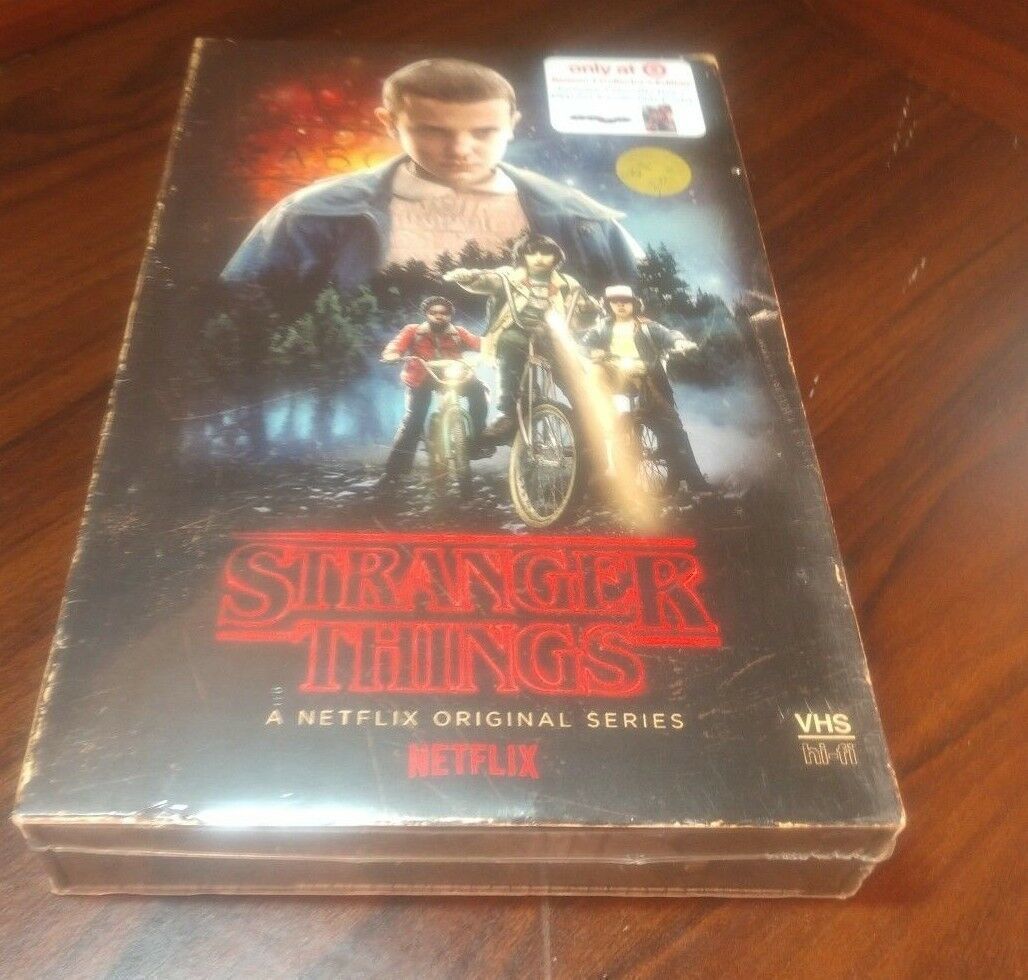 only at
STRANGER
THINGS
A NETFLIX ORIGINAL SERIES
NETFLIX
VHS
hi-fi